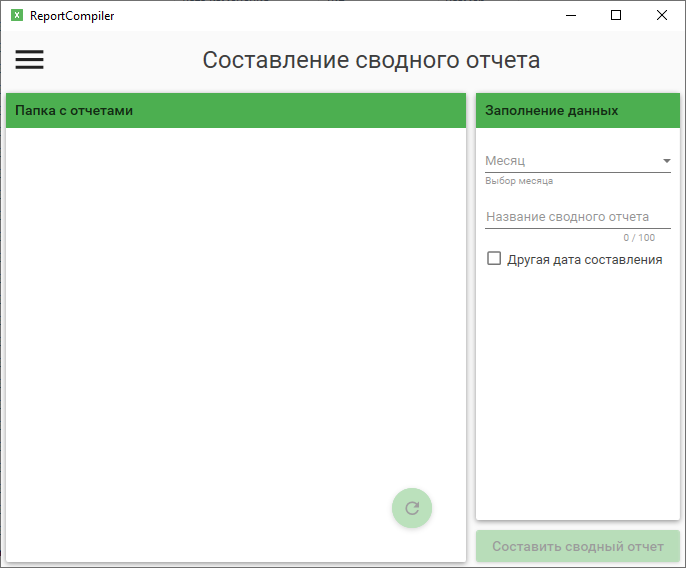 ReportCompiler
Составление сводного отчета
Папка с отчетами
Заполнение данных
Месяц
Выбор месяца
Название сводного отчета
0 / 100
Другая дата составления
Составить сводный отчет